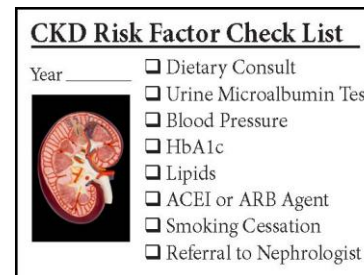 CKD Risk Factor Check List
Year
Dietary Consult
Urine Microalbumin Tes
Blood Pressure
HbA1c
Lipids
ACEI or ARB Agent
Smoking Cessation
Referral to Nephrologist